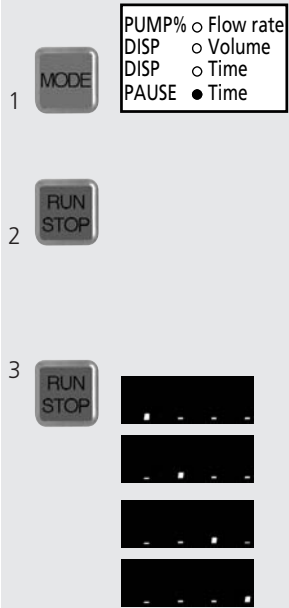 1
MODE
PUMP% Flow rate
DISP Volume
DISP Time
PAUSE Time
2
RUN
STOP
3
RUN
STOP